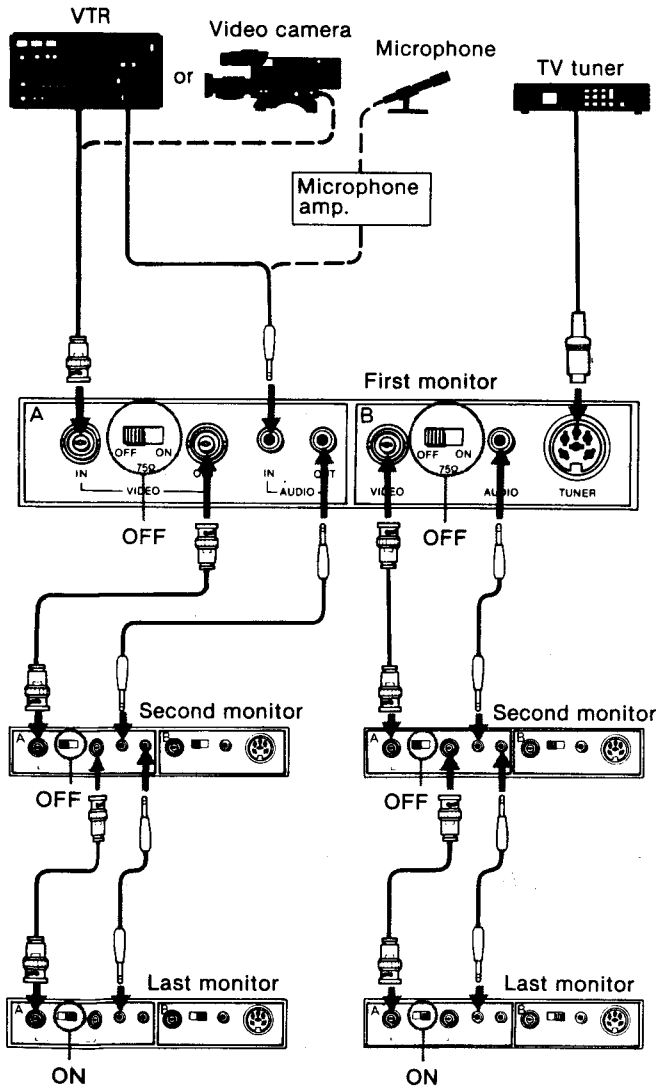 VTR
or
Video camera
Microphone
TV tuner
Microphone
amp.
First monitor
A
B
OFF ON
75Ω
IN
OUT
VIDEO
IN
OUT
AUDIO
VIDEO
OFF ON
75Ω
AUDIO
TUNER
OFF
OFF
Second monitor
Second monitor
A
B
A
B
OFF
OFF
Last monitor
Last monitor
A
B
A
B
ON
ON